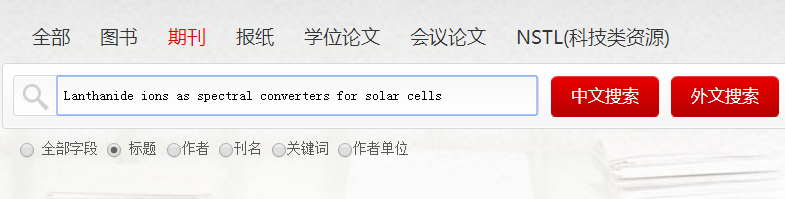 全部 图书 期刊 报纸 学位论文 会议论文 NSTL(科技类资源)
Lanthanide ions as spectral converters for solar cells 中文搜索 外文搜索
全部字段 标题 作者 刊名 关键词 作者单位